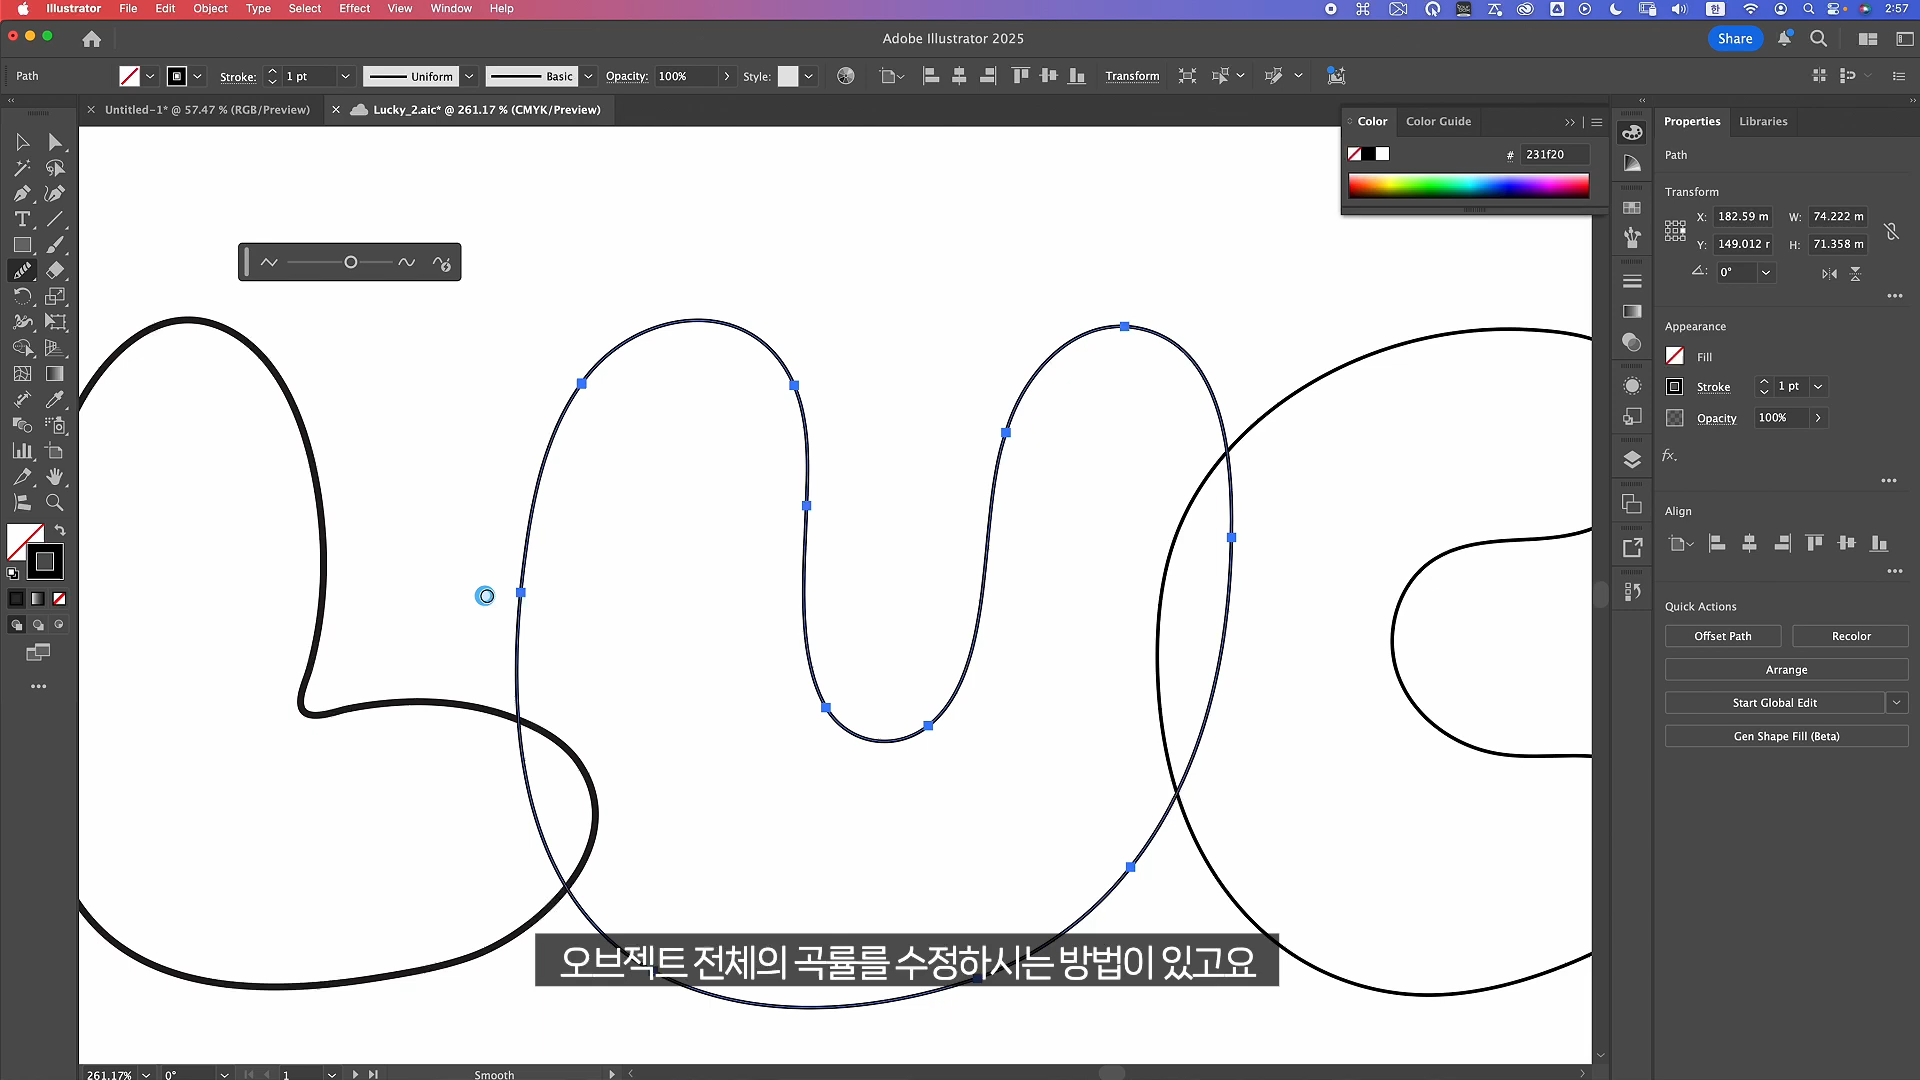 Illustrator File Edit Object Type Select Effect View Window Help 한 2:57
Adobe Illustrator 2025
Share
Path Stroke: 1 pt Uniform Basic Opacity: 100% Style: Transform
Untitled-1* @ 57.47 % (RGB/Preview) Lucky_2.aic* @ 261.17 % (CMYK/Preview)
Color Color Guide
# 231f20
Properties Libraries
Path
Transform
X: 182.59 m W: 74.222 m
Y: 149.012 r H: 71.358 m
0°
Appearance
Fill
Stroke 1 pt
Opacity 100%
fx.
Align
Quick Actions
Offset Path Recolor
Arrange
Start Global Edit
Gen Shape Fill (Beta)
오브젝트 전체의 곡률를 수정하시는 방법이 있고요
261.17% 0° 1 Smooth